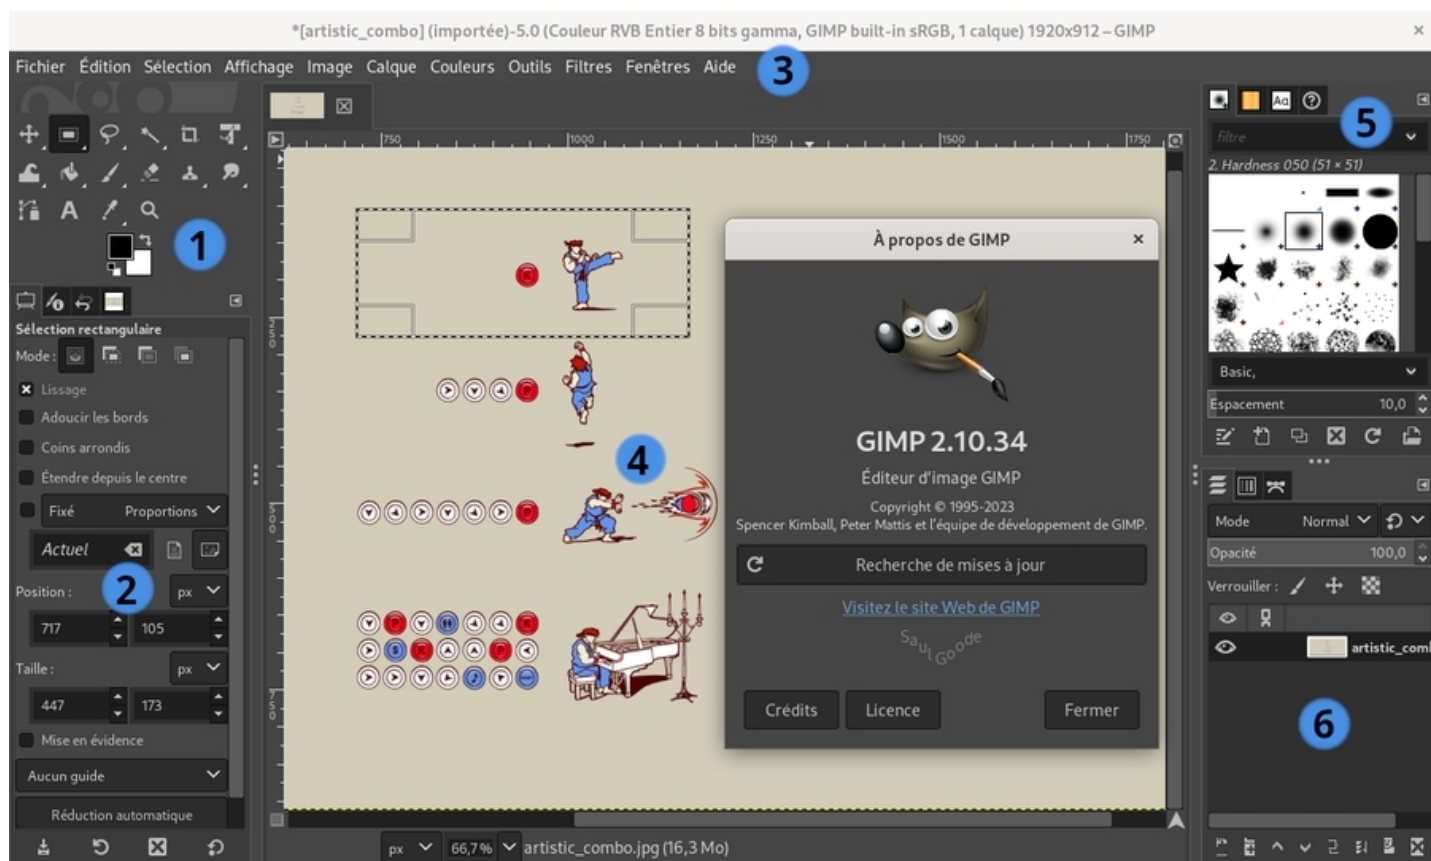 *[artistic_combo] (importée)-5.0 (Couleur RVB Entier 8 bits gamma, GIMP built-in sRGB, 1 calque) 1920x912 – GIMP
Fichier Édition Sélection Affichage Image Calque Couleurs Outils Filtres Fenêtres Aide
3
1
Sélection rectangulaire
Mode :
Lissage
Adoucir les bords
Coins arrondis
Étendre depuis le centre
Fixé Proportions
Actuel
2
Position : px
717 105
Taille : px
447 173
Mise en évidence
Aucun guide
Réduction automatique
750 1000 1250 1500 1750
250
500
750
K
P
4
P
P K
S K P
px 66,7 % artistic_combo.jpg (16,3 Mo)
À propos de GIMP
GIMP 2.10.34
Éditeur d'image GIMP
Copyright © 1995-2023
Spencer Kimball, Peter Mattis et l'équipe de développement de GIMP.
Recherche de mises à jour
Visitez le site Web de GIMP
Saul Goode
Crédits Licence Fermer
Aa
5
filtre
2. Hardness 050 (51 × 51)
Basic,
Espacement 10,0
Mode Normal
Opacité 100,0
Verrouiller :
artistic_com
6